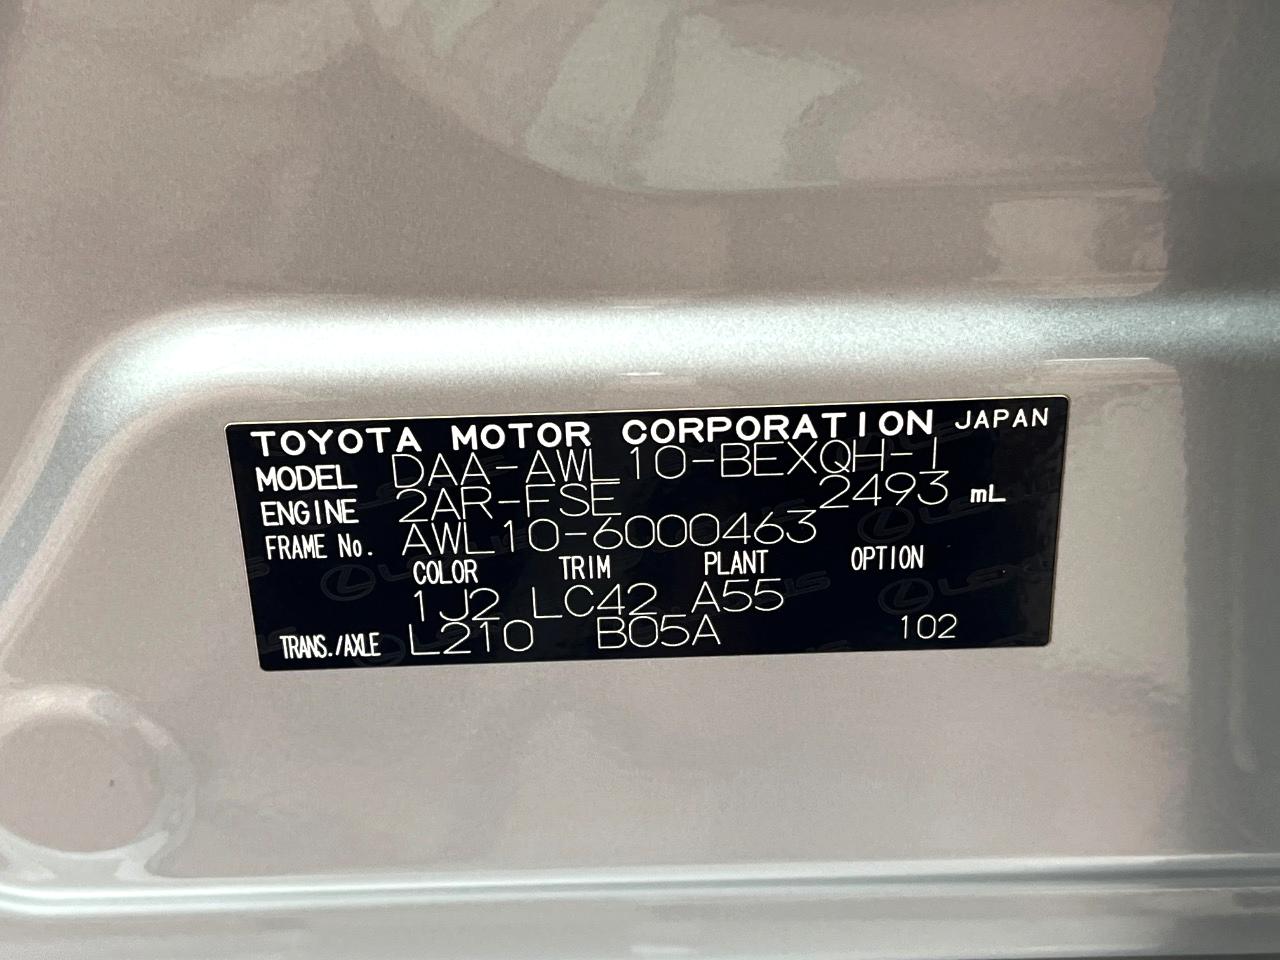 TOYOTA MOTOR CORPORATION JAPAN
MODEL DAA-AWL10-BEXQH-1
ENGINE 2AR-FSE 2493 mL
FRAME No. AWL10-6000463
COLOR TRIM PLANT OPTION
1J2 LC42 A55
TRANS./AXLE L210 B05A 102